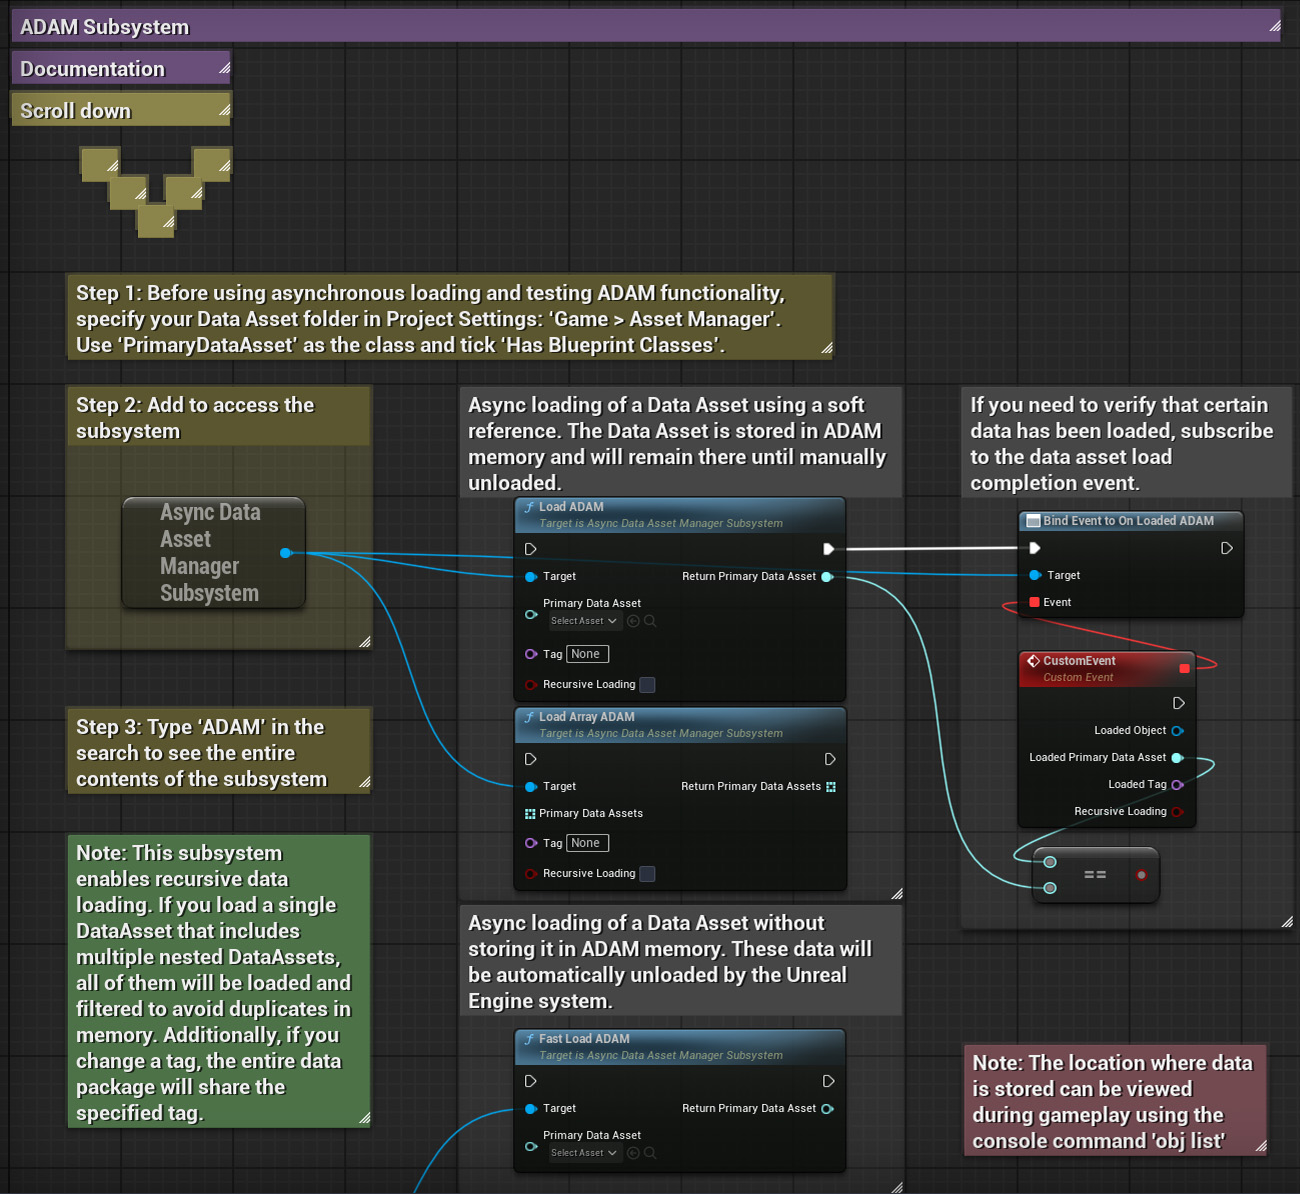 ADAM Subsystem
Documentation
Scroll down
Step 1: Before using asynchronous loading and testing ADAM functionality,
specify your Data Asset folder in Project Settings: ‘Game > Asset Manager’.
Use ‘PrimaryDataAsset’ as the class and tick ‘Has Blueprint Classes’.
Step 2: Add to access the
subsystem
Async Data
Asset
Manager
Subsystem
Step 3: Type ‘ADAM’ in the
search to see the entire
contents of the subsystem
Note: This subsystem
enables recursive data
loading. If you load a single
DataAsset that includes
multiple nested DataAssets,
all of them will be loaded and
filtered to avoid duplicates in
memory. Additionally, if you
change a tag, the entire data
package will share the
specified tag.
Async loading of a Data Asset using a soft
reference. The Data Asset is stored in ADAM
memory and will remain there until manually
unloaded.
f Load ADAM
Target is Async Data Asset Manager Subsystem
Target Return Primary Data Asset
Primary Data Asset
Select Asset
Tag None
Recursive Loading
f Load Array ADAM
Target is Async Data Asset Manager Subsystem
Target Return Primary Data Assets
Primary Data Assets
Tag None
Recursive Loading
Async loading of a Data Asset without
storing it in ADAM memory. These data will
be automatically unloaded by the Unreal
Engine system.
f Fast Load ADAM
Target is Async Data Asset Manager Subsystem
Target Return Primary Data Asset
Primary Data Asset
Select Asset
If you need to verify that certain
data has been loaded, subscribe
to the data asset load
completion event.
Bind Event to On Loaded ADAM
Target
Event
CustomEvent
Custom Event
Loaded Object
Loaded Primary Data Asset
Loaded Tag
Recursive Loading
==
Note: The location where data
is stored can be viewed
during gameplay using the
console command 'obj list'